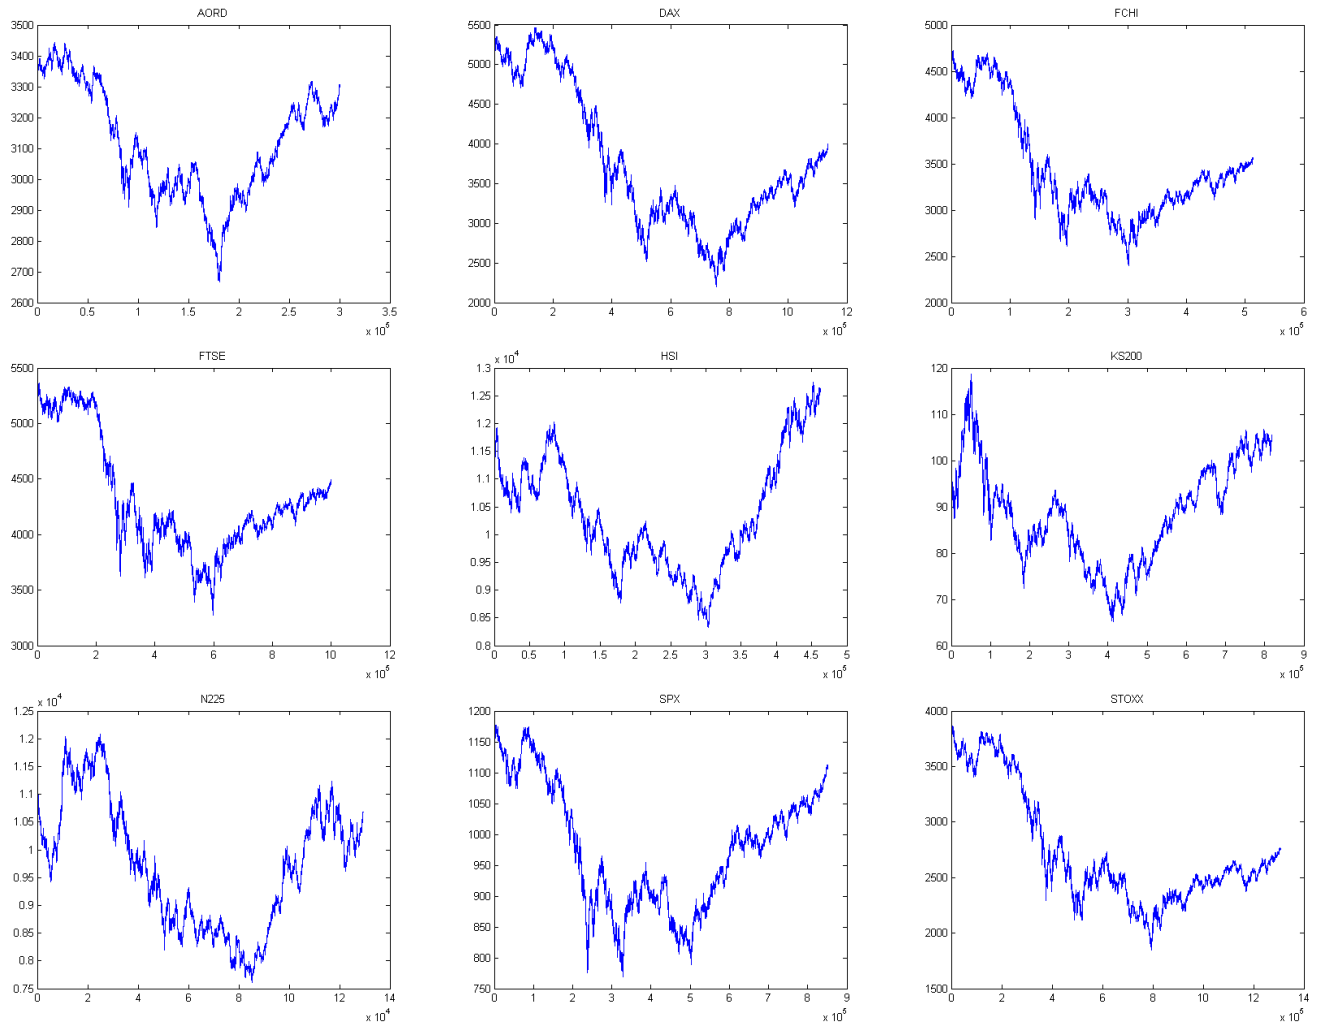 AORD
3500
3400
3300
3200
3100
3000
2900
2800
2700
2600
0 0.5 1 1.5 2 2.5 3 3.5
x 10^5
DAX
5500
5000
4500
4000
3500
3000
2500
2000
0 2 4 6 8 10 12
x 10^5
FCHI
5000
4500
4000
3500
3000
2500
2000
0 1 2 3 4 5 6
x 10^5
FTSE
5500
5000
4500
4000
3500
3000
0 2 4 6 8 10 12
x 10^5
HSI
x 10^4
1.3
1.25
1.2
1.15
1.1
1.05
1
0.95
0.9
0.85
0.8
0 0.5 1 1.5 2 2.5 3 3.5 4 4.5 5
x 10^5
KS200
120
110
100
90
80
70
60
0 1 2 3 4 5 6 7 8 9
x 10^5
N225
x 10^4
1.25
1.2
1.15
1.1
1.05
1
0.95
0.9
0.85
0.8
0.75
0 2 4 6 8 10 12 14
x 10^4
SPX
1200
1150
1100
1050
1000
950
900
850
800
750
0 1 2 3 4 5 6 7 8 9
x 10^5
STOXX
4000
3500
3000
2500
2000
1500
0 2 4 6 8 10 12 14
x 10^5